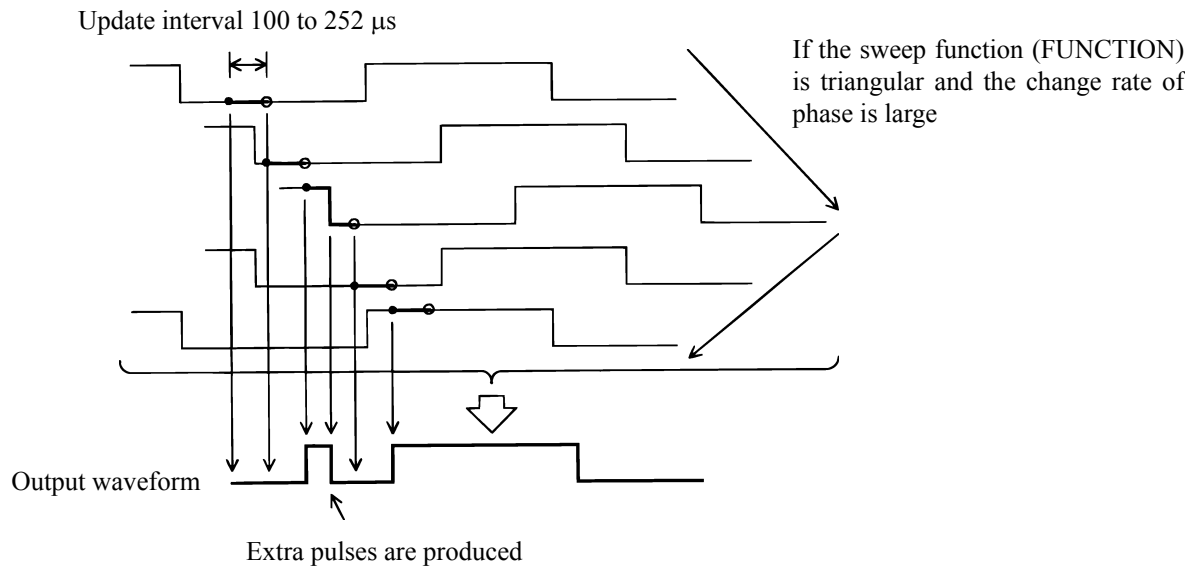 Update interval 100 to 252 μs
If the sweep function (FUNCTION)
is triangular and the change rate of
phase is large
Output waveform
Extra pulses are produced